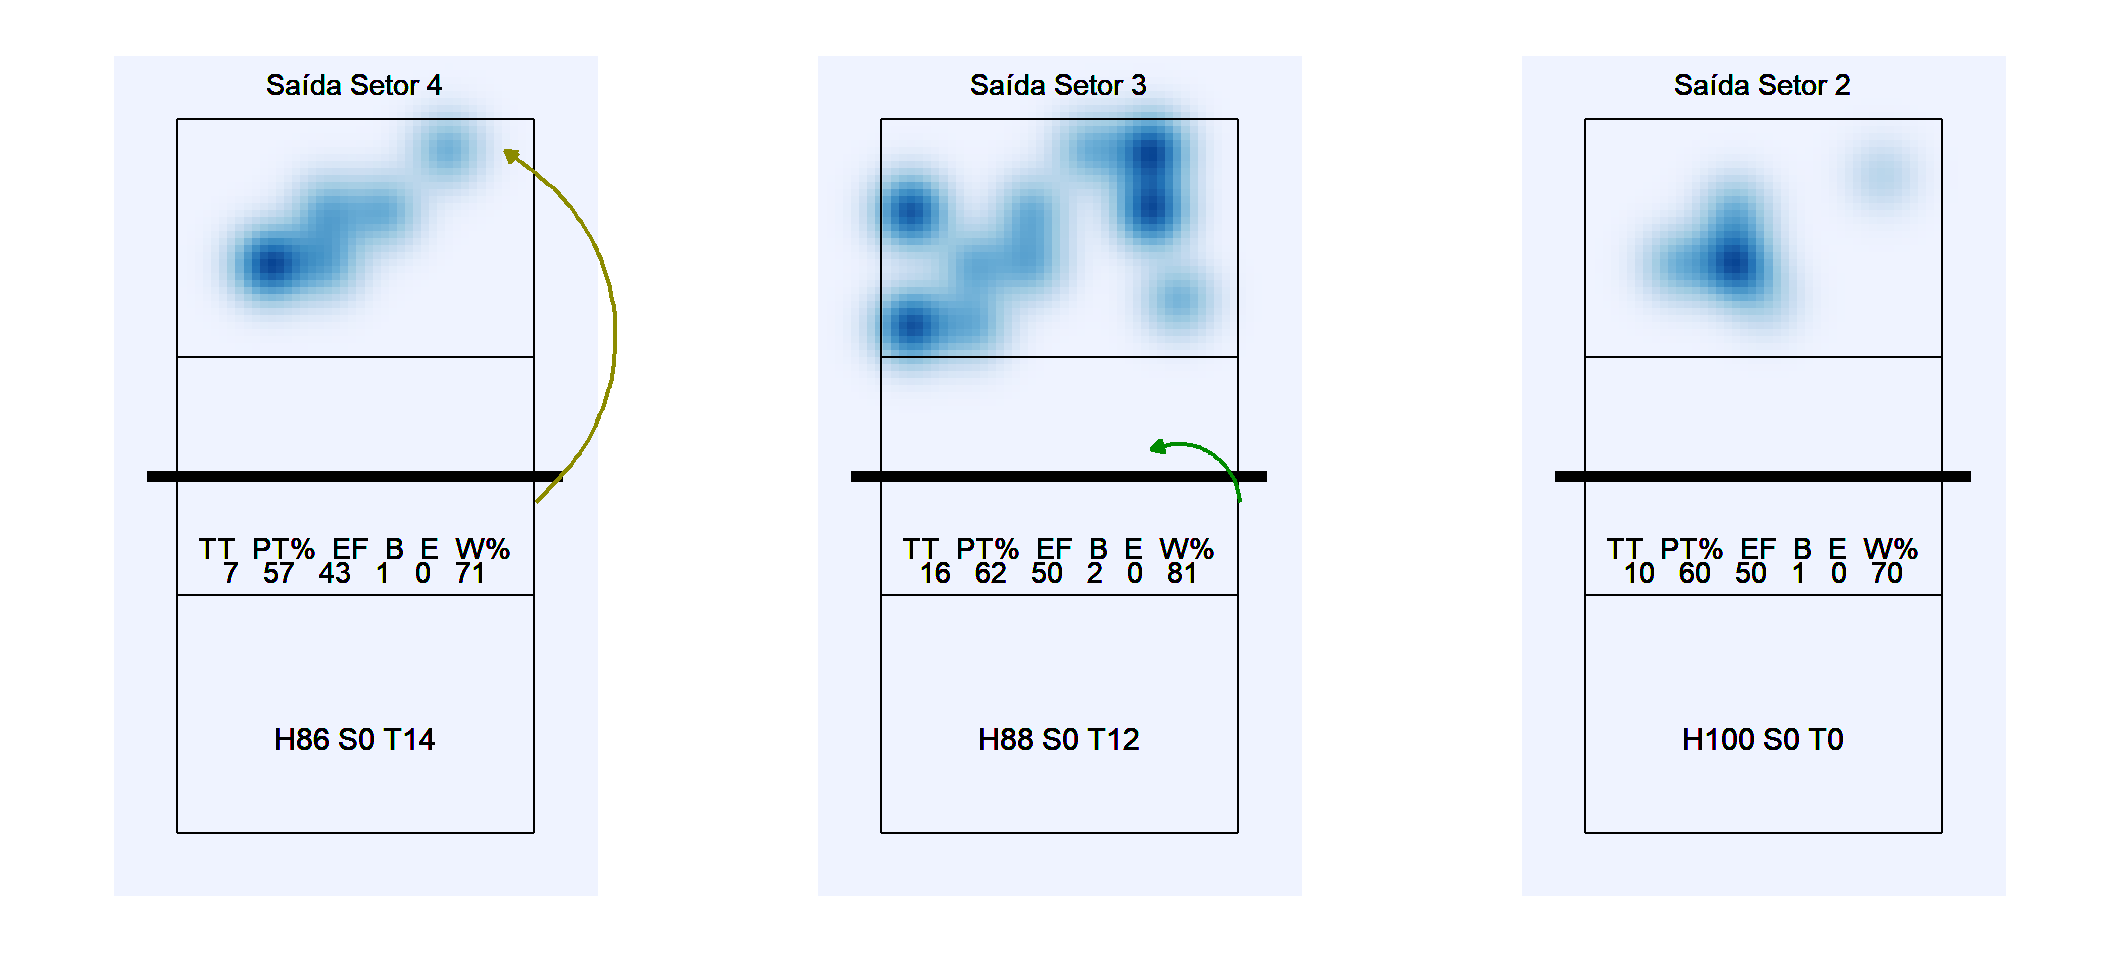 Saída Setor 4
TT PT% EF B E W%
7 57 43 1 0 71
H86 S0 T14
Saída Setor 3
TT PT% EF B E W%
16 62 50 2 0 81
H88 S0 T12
Saída Setor 2
TT PT% EF B E W%
10 60 50 1 0 70
H100 S0 T0